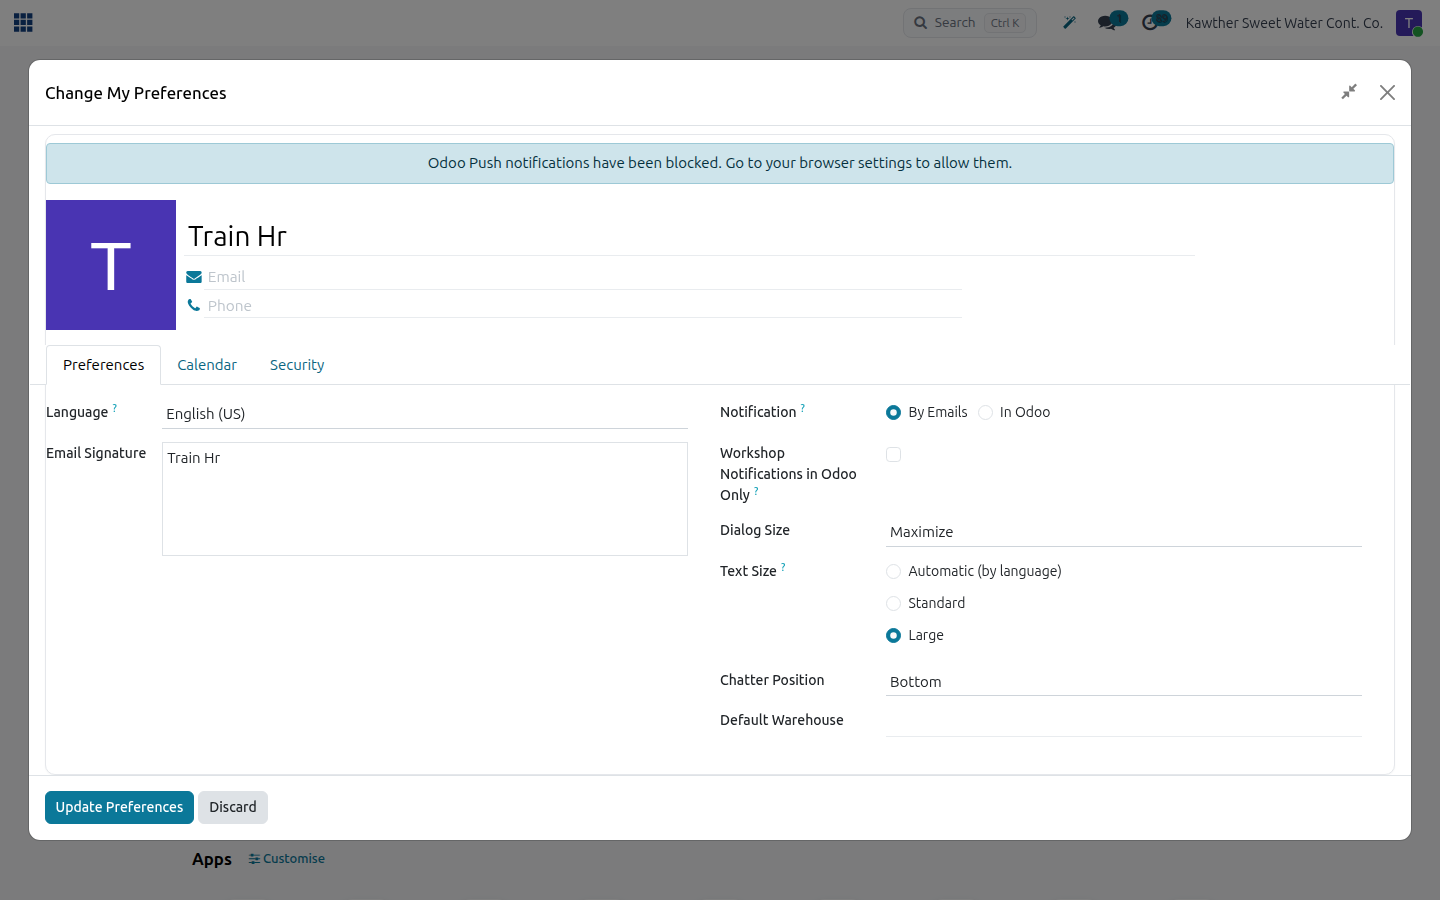 Search Ctrl K
1
Kawther Sweet Water Cont. Co.
T
Change My Preferences
Odoo Push notifications have been blocked. Go to your browser settings to allow them.
T
Train Hr
Email
Phone
Preferences
Calendar
Security
Language ?
English (US)
Email Signature
Train Hr
Notification ?
By Emails
In Odoo
Workshop
Notifications in Odoo
Only ?
Dialog Size
Maximize
Text Size ?
Automatic (by language)
Standard
Large
Chatter Position
Bottom
Default Warehouse
Update Preferences
Discard
Apps
Customise